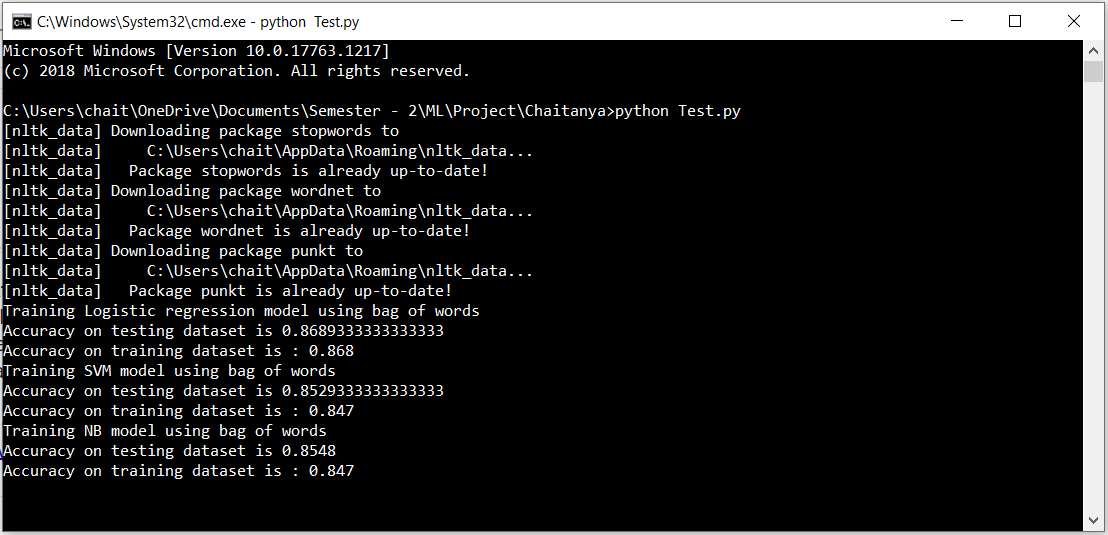 C:\Windows\System32\cmd.exe - python  Test.py
Microsoft Windows [Version 10.0.17763.1217]
(c) 2018 Microsoft Corporation. All rights reserved.
C:\Users\chait\OneDrive\Documents\Semester - 2\ML\Project\Chaitanya>python Test.py
[nltk_data] Downloading package stopwords to
[nltk_data]     C:\Users\chait\AppData\Roaming\nltk_data...
[nltk_data]   Package stopwords is already up-to-date!
[nltk_data] Downloading package wordnet to
[nltk_data]     C:\Users\chait\AppData\Roaming\nltk_data...
[nltk_data]   Package wordnet is already up-to-date!
[nltk_data] Downloading package punkt to
[nltk_data]     C:\Users\chait\AppData\Roaming\nltk_data...
[nltk_data]   Package punkt is already up-to-date!
Training Logistic regression model using bag of words
Accuracy on testing dataset is 0.8689333333333333
Accuracy on training dataset is : 0.868
Training SVM model using bag of words
Accuracy on testing dataset is 0.8529333333333333
Accuracy on training dataset is : 0.847
Training NB model using bag of words
Accuracy on testing dataset is 0.8548
Accuracy on training dataset is : 0.847